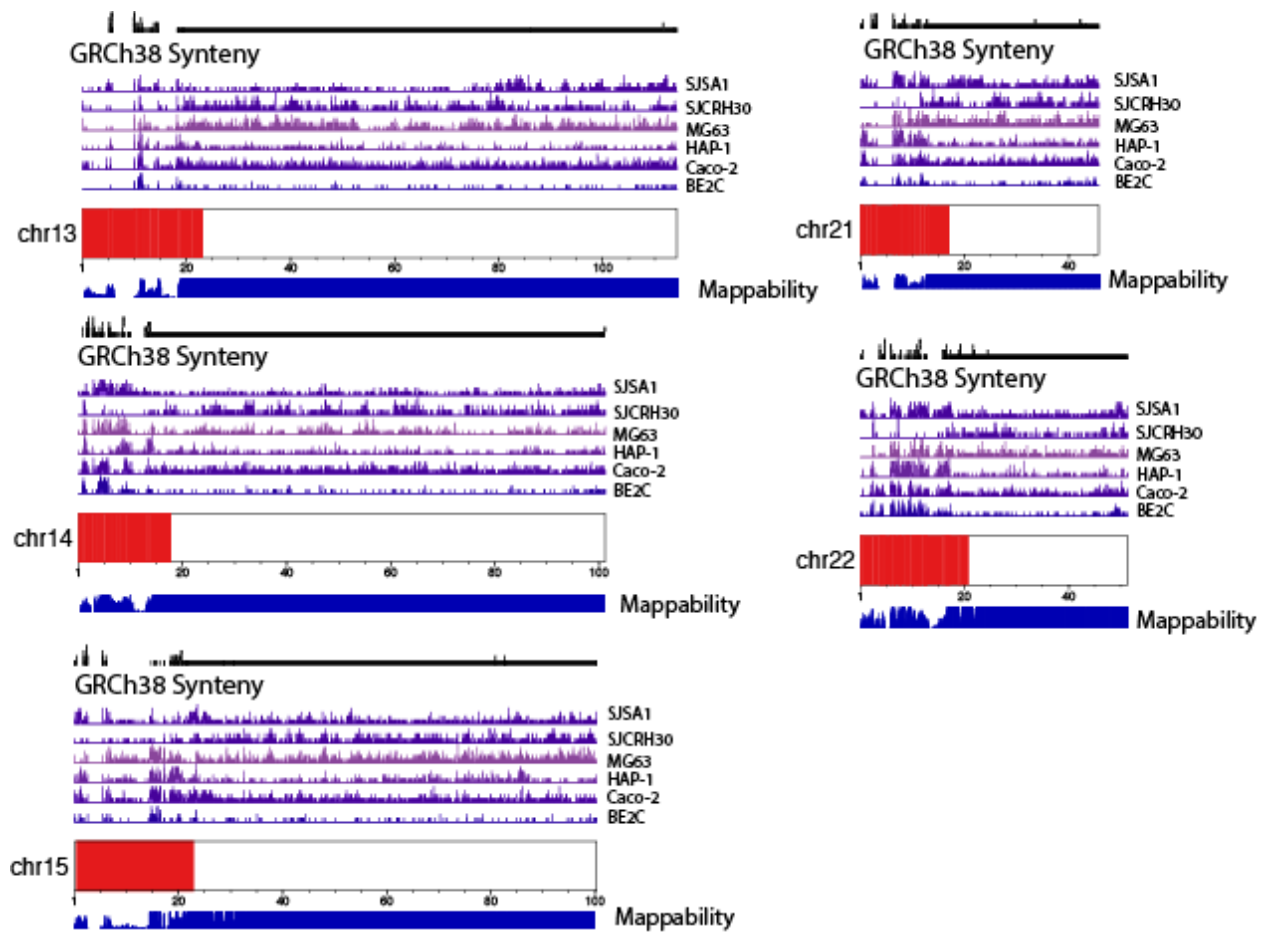 GRCh38 Synteny
SJSA1
SJCRH30
MG63
HAP-1
Caco-2
BE2C
chr13
1 20 40 60 80 100
Mappability
GRCh38 Synteny
SJSA1
SJCRH30
MG63
HAP-1
Caco-2
BE2C
chr14
1 20 40 60 80 100
Mappability
GRCh38 Synteny
SJSA1
SJCRH30
MG63
HAP-1
Caco-2
BE2C
chr15
1 20 40 60 80 100
Mappability
GRCh38 Synteny
SJSA1
SJCRH30
MG63
HAP-1
Caco-2
BE2C
chr21
1 20 40
Mappability
GRCh38 Synteny
SJSA1
SJCRH30
MG63
HAP-1
Caco-2
BE2C
chr22
1 20 40
Mappability